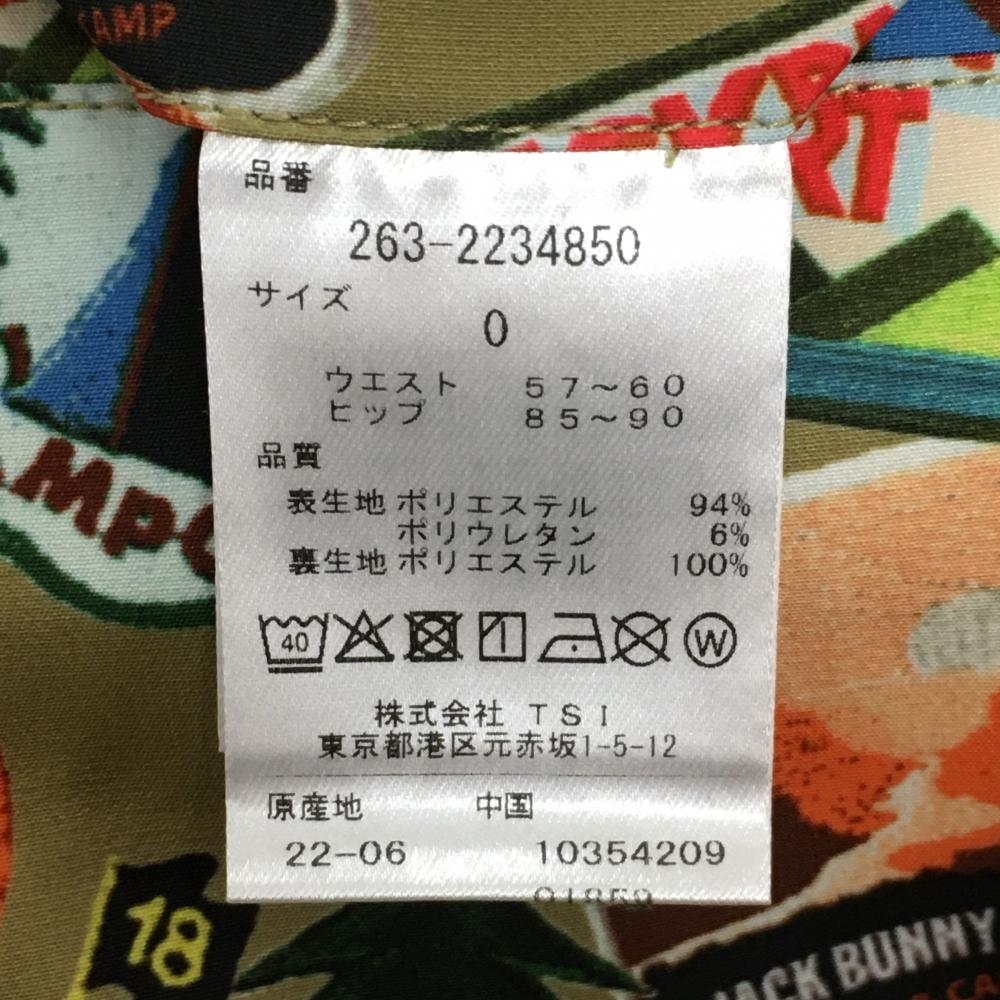 CAMP
品番
263-2234850
サイズ
0
ウエスト 57～60
ヒップ 85～90
品質
表生地 ポリエステル 94%
ポリウレタン 6%
裏生地 ポリエステル 100%
40
W
株式会社 TSI
東京都港区元赤坂1-5-12
原産地 中国
22-06 10354209
18
JACK BUNNY